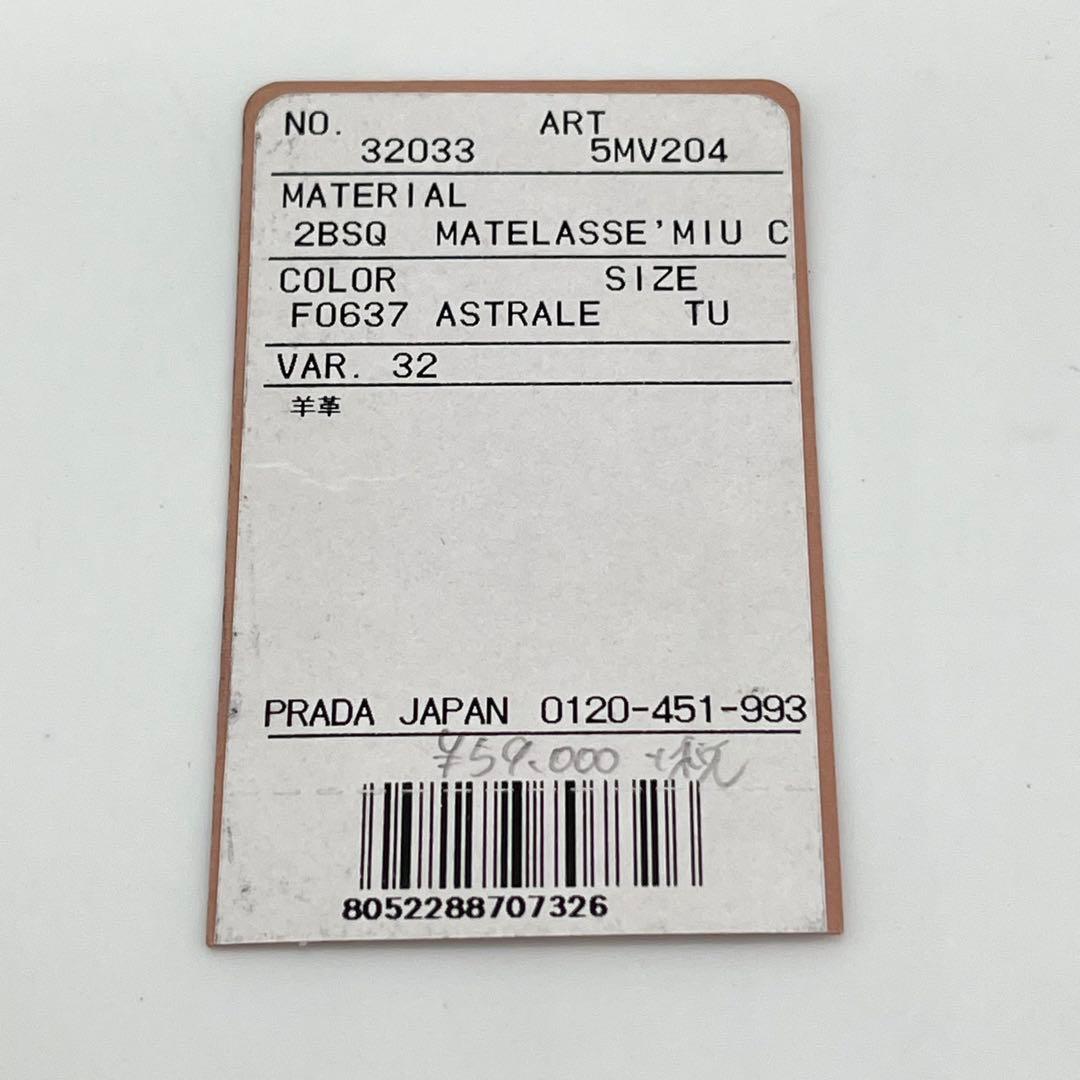 NO. ART
32033 5MV204
MATERIAL
2BSQ MATELASSE'MIU C
COLOR SIZE
F0637 ASTRALE TU
VAR. 32
羊革
PRADA JAPAN 0120-451-993
¥59.000 +税
8052288707326